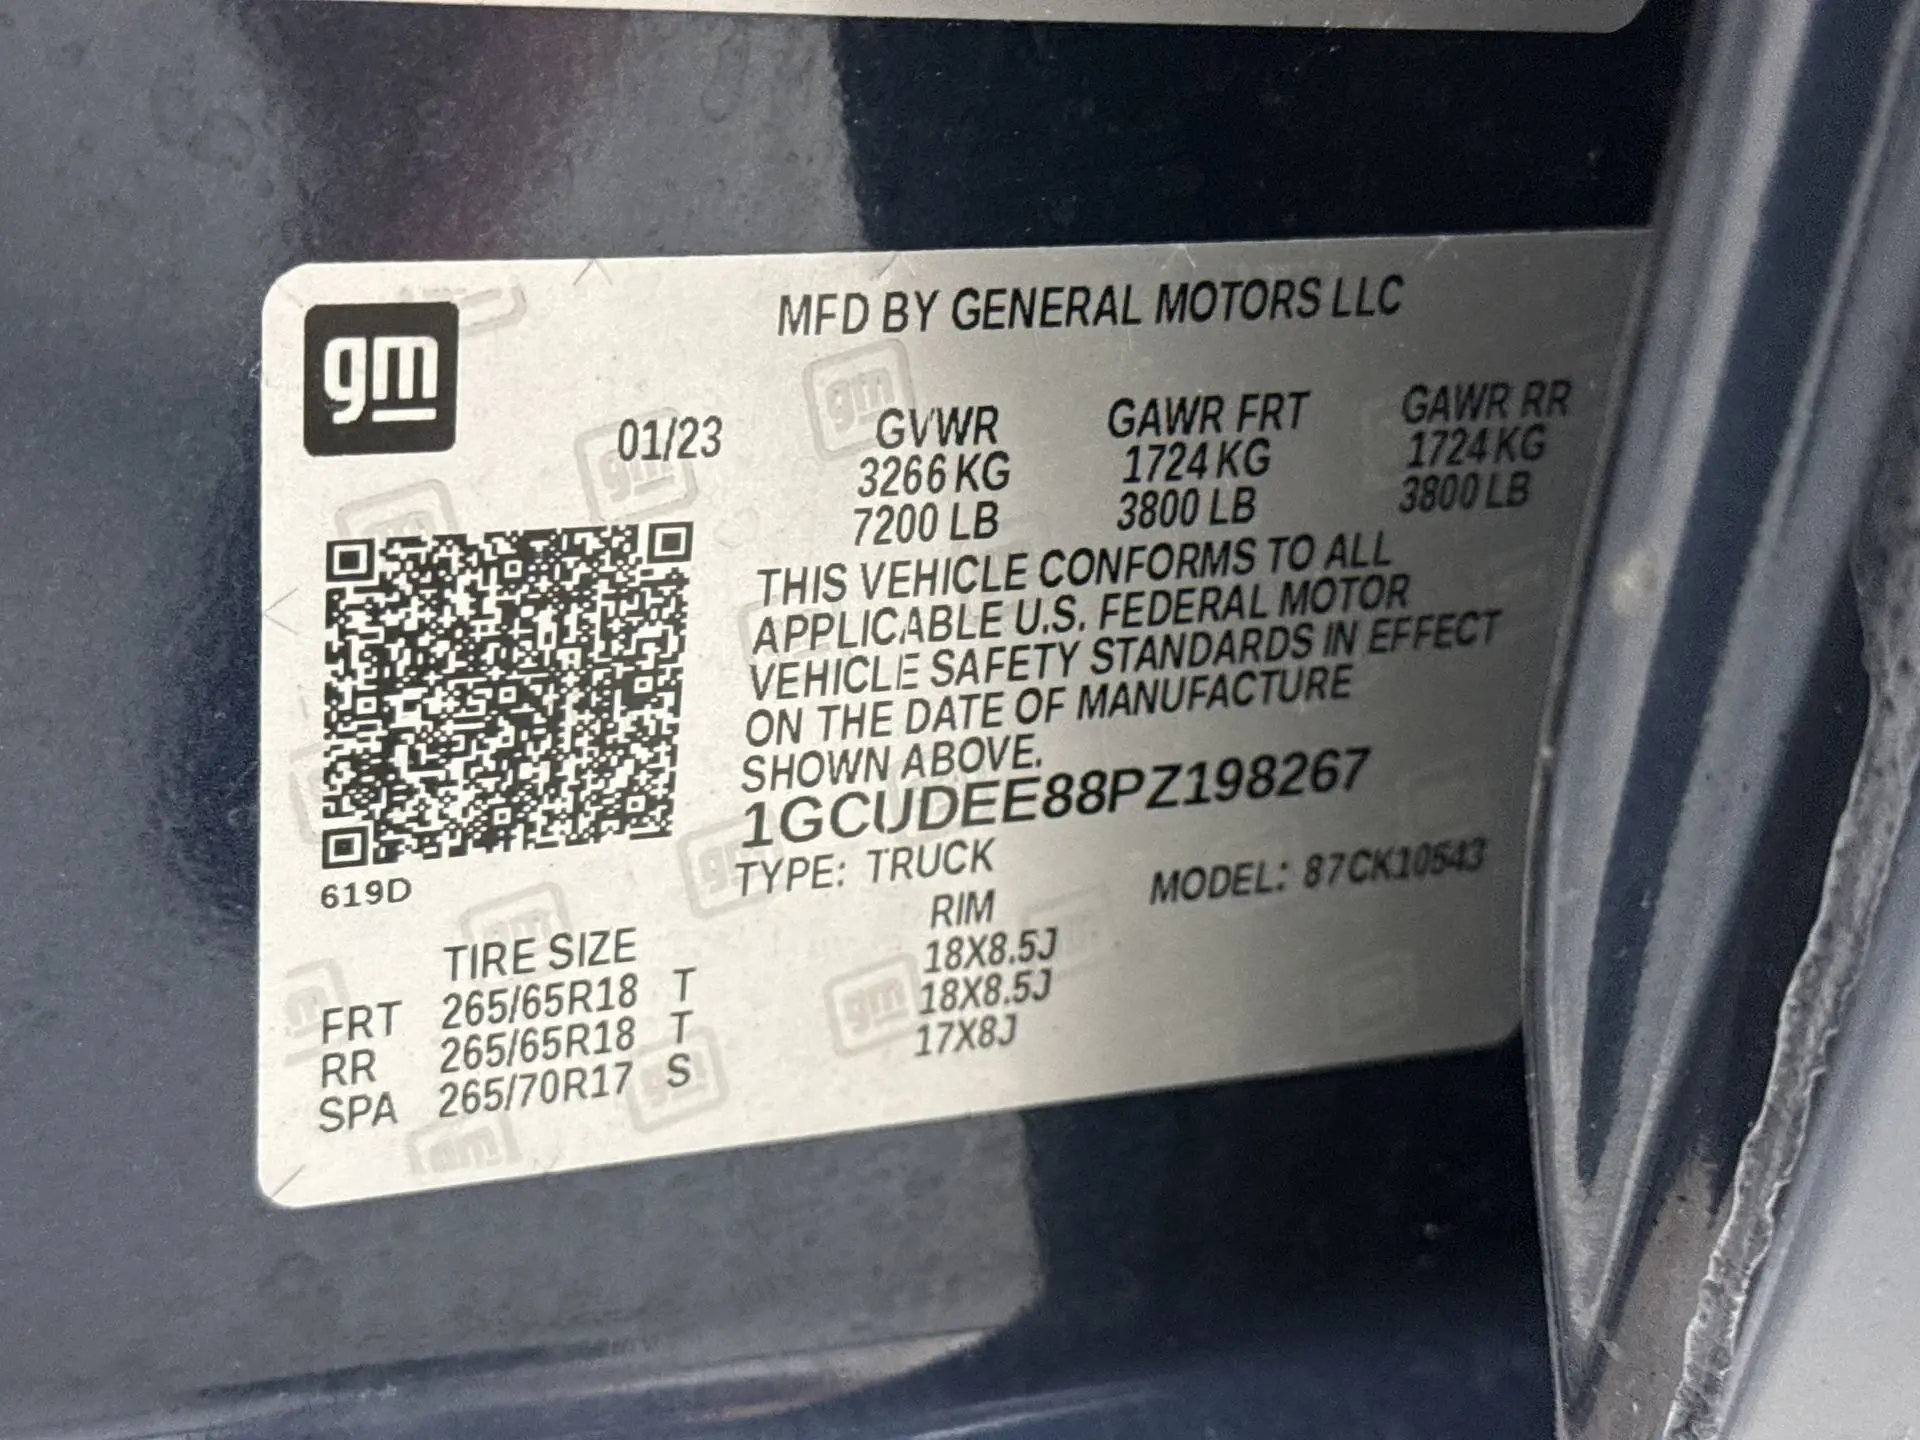 gm
MFD BY GENERAL MOTORS LLC
01/23 GVWR GAWR FRT GAWR RR
3266 KG 1724 KG 1724 KG
7200 LB 3800 LB 3800 LB
THIS VEHICLE CONFORMS TO ALL
APPLICABLE U.S. FEDERAL MOTOR
VEHICLE SAFETY STANDARDS IN EFFECT
ON THE DATE OF MANUFACTURE
SHOWN ABOVE.
1GCUDEE88PZ198267
619D
TYPE: TRUCK MODEL: 87CK10543
TIRE SIZE RIM
FRT 265/65R18 T 18X8.5J
RR 265/65R18 T 18X8.5J
SPA 265/70R17 S 17X8J